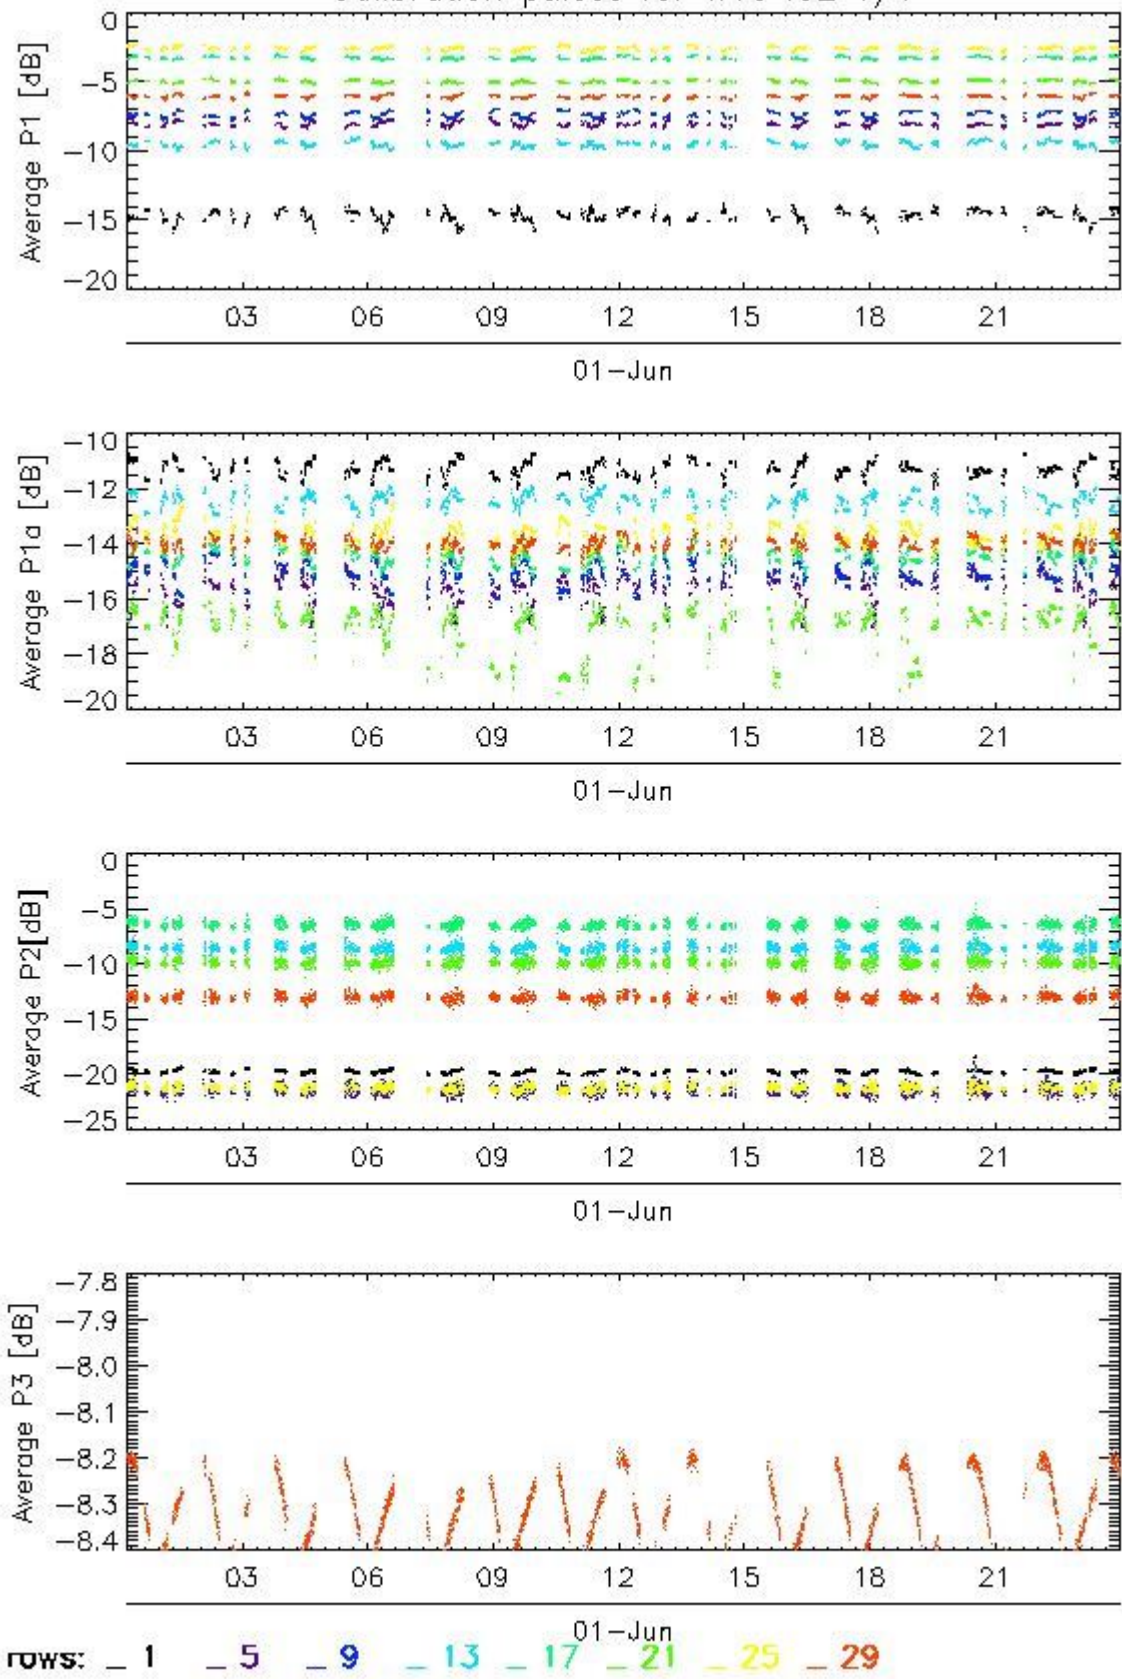 0
−5
−10
−15
−20
Average P1 [dB]
03 06 09 12 15 18 21
01−Jun
−10
−12
−14
−16
−18
−20
Average P1a [dB]
03 06 09 12 15 18 21
01−Jun
0
−5
−10
−15
−20
−25
Average P2[dB]
03 06 09 12 15 18 21
01−Jun
−7.8
−7.9
−8.0
−8.1
−8.2
−8.3
−8.4
Average P3 [dB]
03 06 09 12 15 18 21
01−Jun
rows: _ 1 _ 5 _ 9 _ 13 _ 17 _ 21 _ 25 _ 29